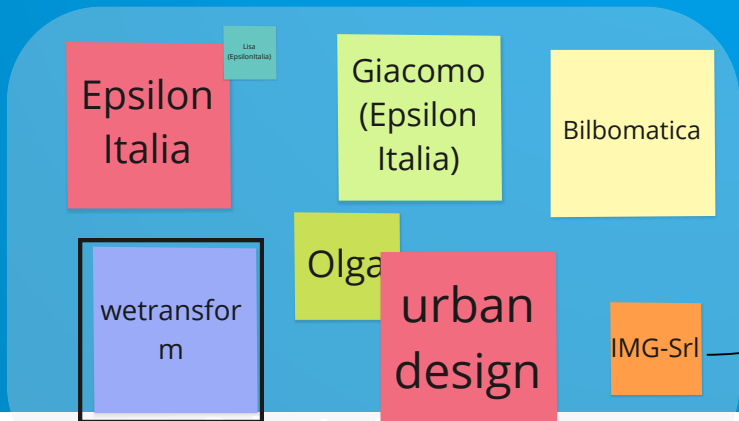 Epsilon
Italia
Lisa
(EpsilonItalia)
Giacomo
(Epsilon
Italia)
Bilbomatica
wetransfor
m
Olga
urban
design
IMG-Srl